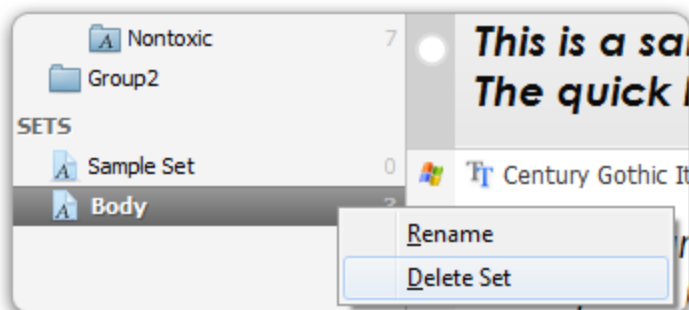 Nontoxic 7
Group2
SETS
Sample Set 0
Body
This is a sa
The quick
Century Gothic It
Rename
Delete Set